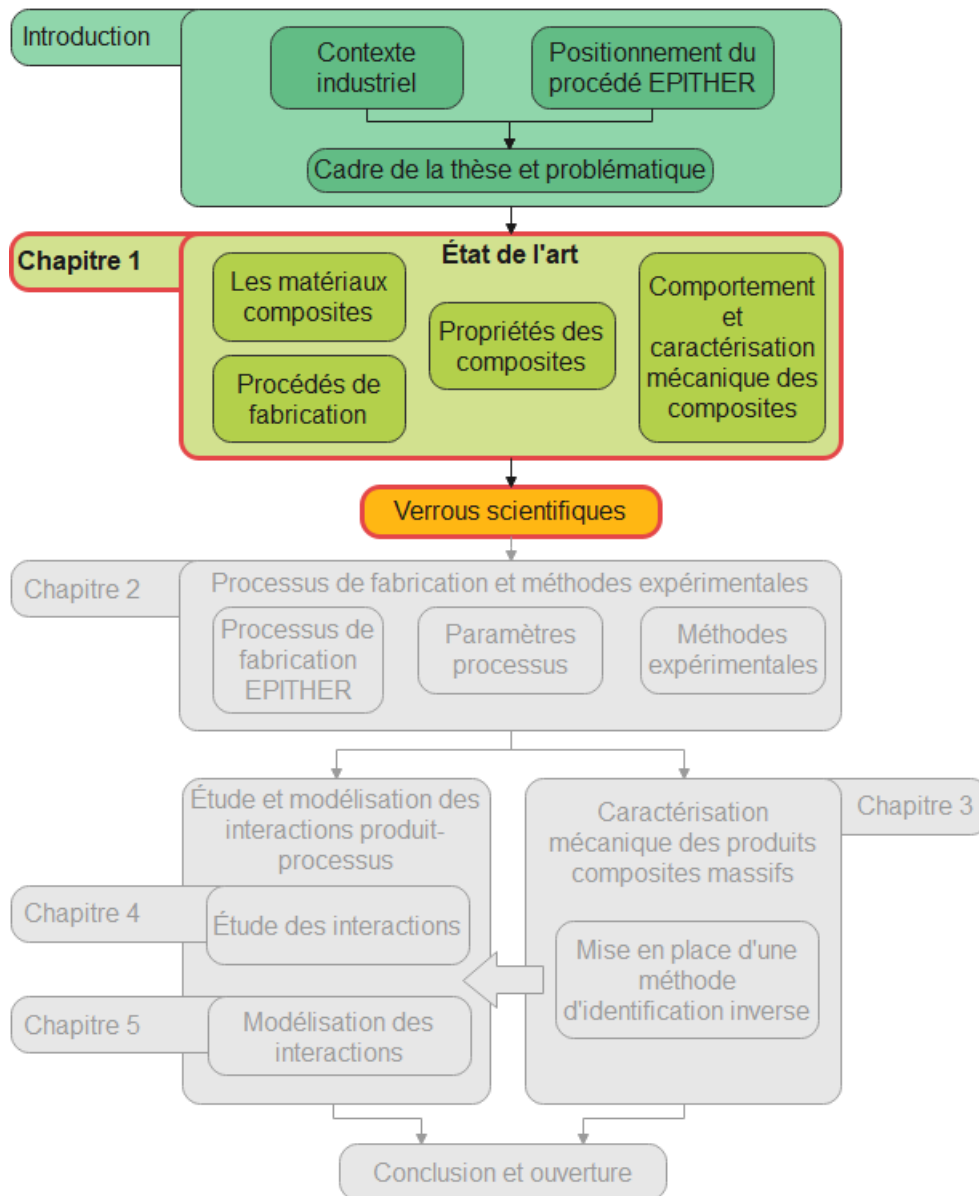 Introduction
Contexte
industriel
Positionnement du
procédé EPITHER
Cadre de la thèse et problématique
Chapitre 1
État de l'art
Les matériaux
composites
Procédés de
fabrication
Propriétés des
composites
Comportement
et
caractérisation
mécanique des
composites
Verrous scientifiques
Chapitre 2
Processus de fabrication et méthodes expérimentales
Processus de
fabrication
EPITHER
Paramètres
processus
Méthodes
expérimentales
Étude et modélisation des
interactions produit-
processus
Chapitre 4
Étude des interactions
Chapitre 5
Modélisation des
interactions
Chapitre 3
Caractérisation
mécanique des produits
composites massifs
Mise en place d'une
méthode
d'identification inverse
Conclusion et ouverture